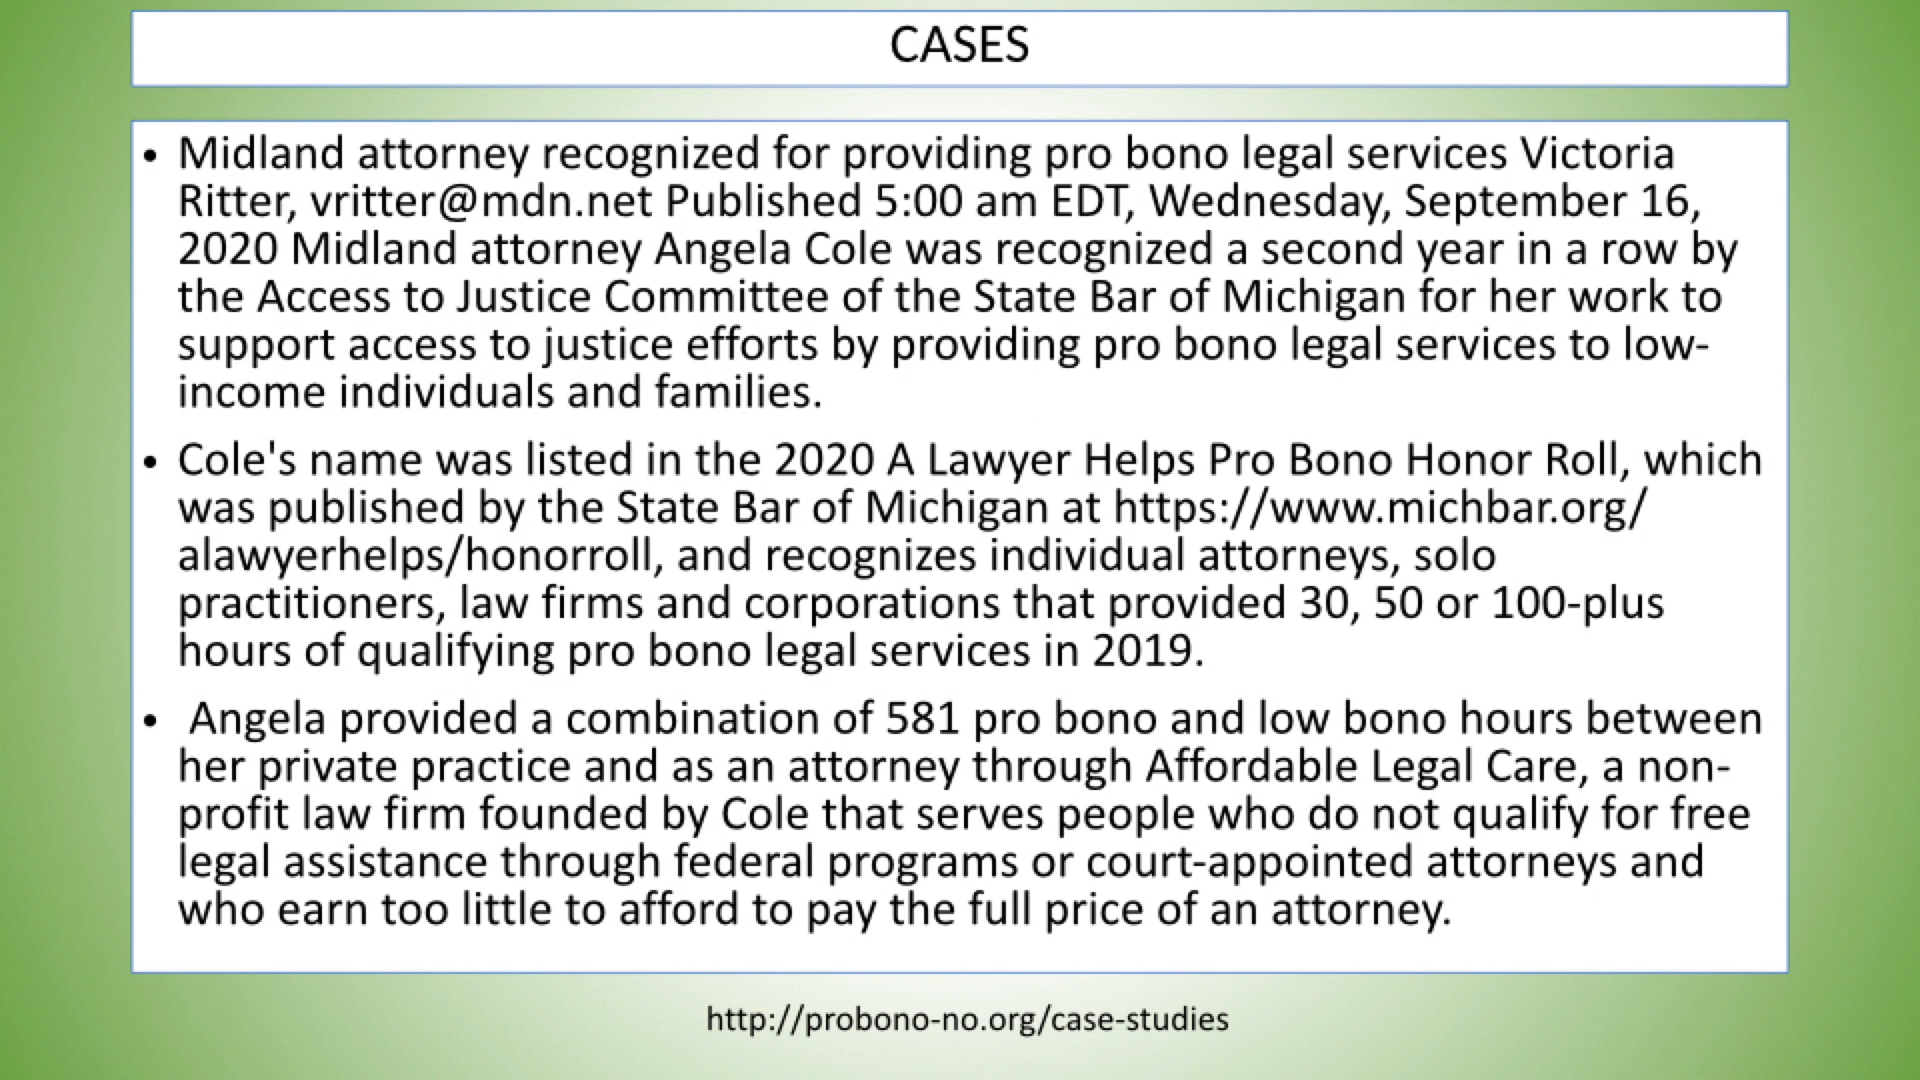 CASES
• Midland attorney recognized for providing pro bono legal services Victoria
Ritter, vritter@mdn.net Published 5:00 am EDT, Wednesday, September 16,
2020 Midland attorney Angela Cole was recognized a second year in a row by
the Access to Justice Committee of the State Bar of Michigan for her work to
support access to justice efforts by providing pro bono legal services to low-
income individuals and families.
• Cole's name was listed in the 2020 A Lawyer Helps Pro Bono Honor Roll, which
was published by the State Bar of Michigan at https://www.michbar.org/
alawyerhelps/honorroll, and recognizes individual attorneys, solo
practitioners, law firms and corporations that provided 30, 50 or 100-plus
hours of qualifying pro bono legal services in 2019.
• Angela provided a combination of 581 pro bono and low bono hours between
her private practice and as an attorney through Affordable Legal Care, a non-
profit law firm founded by Cole that serves people who do not qualify for free
legal assistance through federal programs or court-appointed attorneys and
who earn too little to afford to pay the full price of an attorney.
http://probono-no.org/case-studies